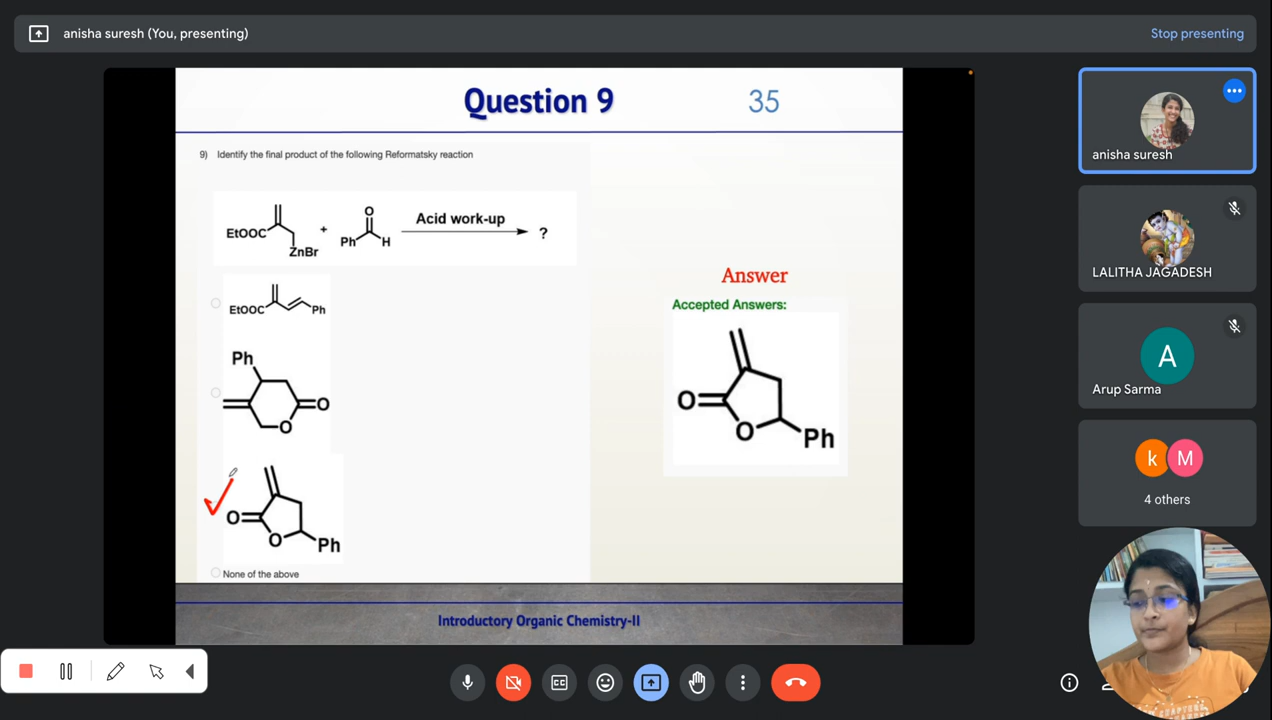 anisha suresh (You, presenting)
Stop presenting
Question 9
35
9) Identify the final product of the following Reformatsky reaction
EtOOC
ZnBr
+
O
Ph
H
Acid work-up
?
EtOOC
Ph
Ph
O
O
O
O
Ph
None of the above
Answer
Accepted Answers:
O
O
Ph
Introductory Organic Chemistry-II
anisha suresh
LALITHA JAGADESH
A
Arup Sarma
k M
4 others